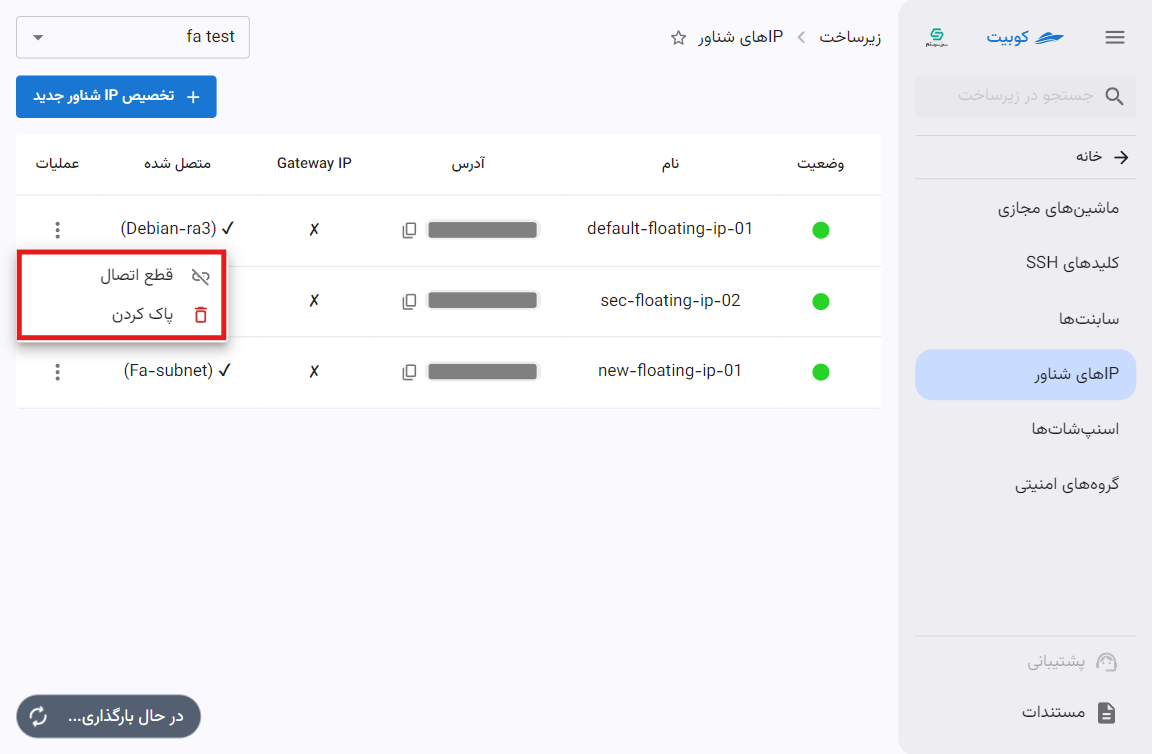 کوبیت
جستجو در زیرساخت
خانه
ماشین‌های مجازی
کلیدهای SSH
سابنت‌ها
IPهای شناور
اسنپ‌شات‌ها
گروه‌های امنیتی
پشتیبانی
مستندات
زیرساخت > IPهای شناور
fa test
+ تخصیص IP شناور جدید
وضعیت نام آدرس Gateway IP متصل شده عملیات
default-floating-ip-01 ✗ ✓ (Debian-ra3)
قطع اتصال
sec-floating-ip-02 ✗
پاک کردن
new-floating-ip-01 ✗ ✓ (Fa-subnet)
در حال بارگذاری...